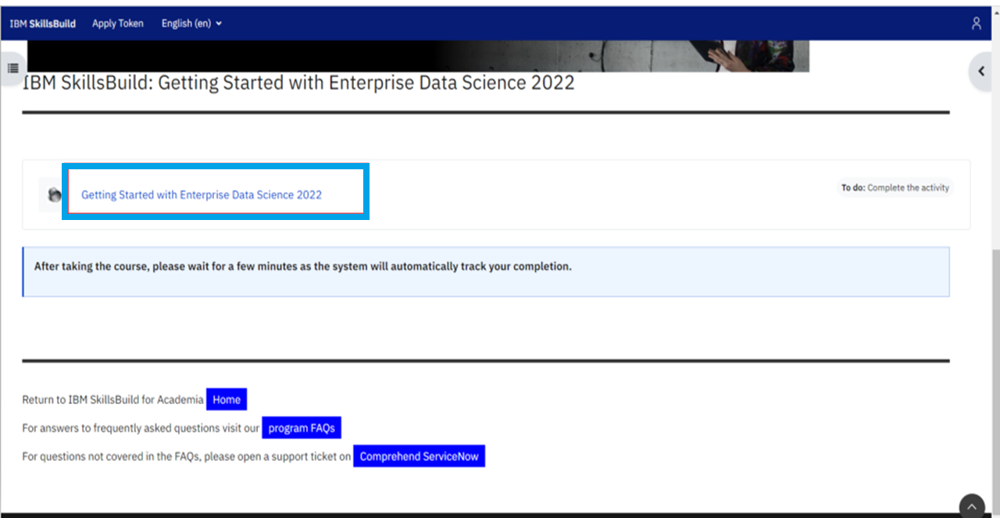 IBM SkillsBuild Apply Token English (en)
IBM SkillsBuild: Getting Started with Enterprise Data Science 2022
Getting Started with Enterprise Data Science 2022
To do: Complete the activity
After taking the course, please wait for a few minutes as the system will automatically track your completion.
Return to IBM SkillsBuild for Academia Home
For answers to frequently asked questions visit our program FAQs
For questions not covered in the FAQs, please open a support ticket on Comprehend ServiceNow